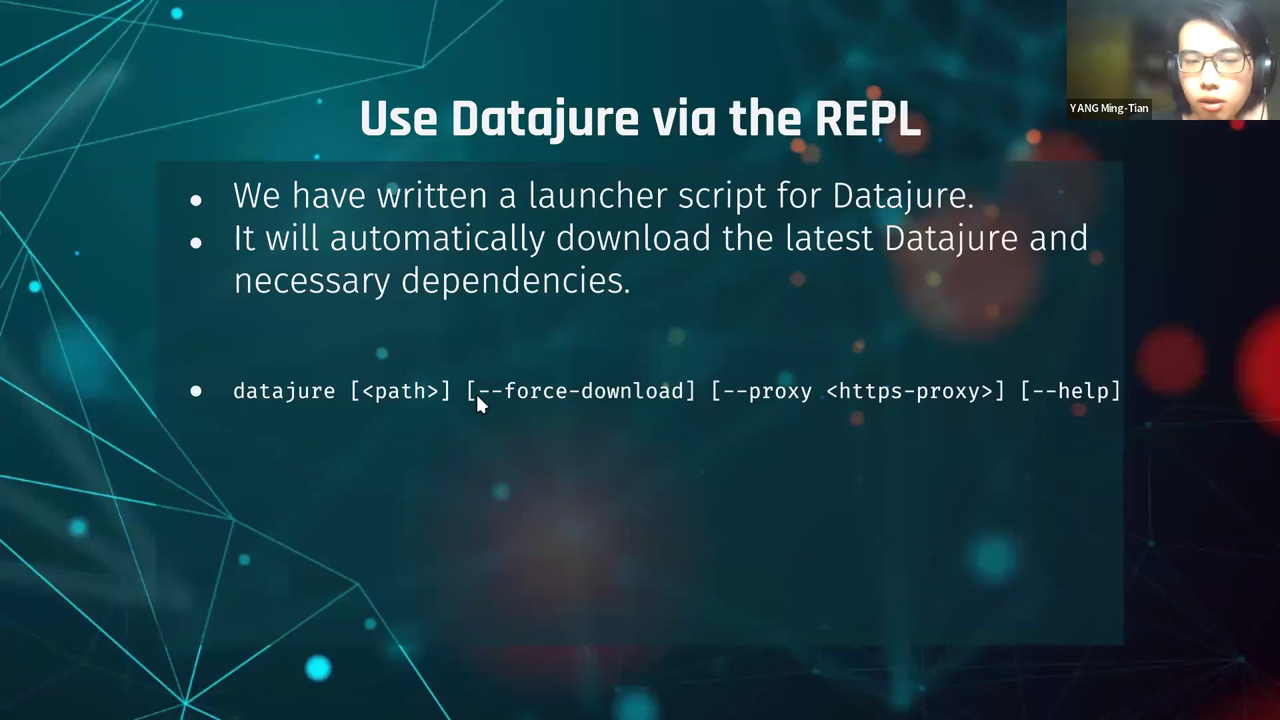 Use Datajure via the REPL
YANG Ming-Tian
● We have written a launcher script for Datajure.
● It will automatically download the latest Datajure and
necessary dependencies.
● datajure [<path>] [--force-download] [--proxy <https-proxy>] [--help]